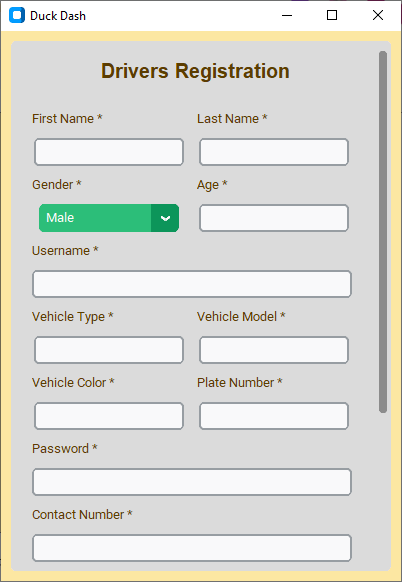 Duck Dash
Drivers Registration
First Name * Last Name *
Gender * Age *
Male
Username *
Vehicle Type * Vehicle Model *
Vehicle Color * Plate Number *
Password *
Contact Number *